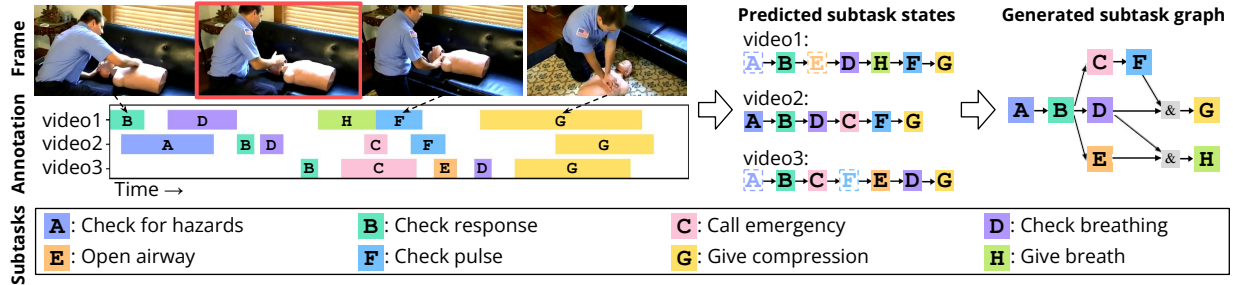 Frame
Predicted subtask states
Generated subtask graph
video1:
A B E D H F G
video2:
A B D C F G
video3:
A B C F E D G
A B C F D & G
E & H
Annotation
video1 B D H F G
video2 A B D C F G
video3 B C E D G
Time →
Subtasks
A: Check for hazards B: Check response C: Call emergency D: Check breathing
E: Open airway F: Check pulse G: Give compression H: Give breath